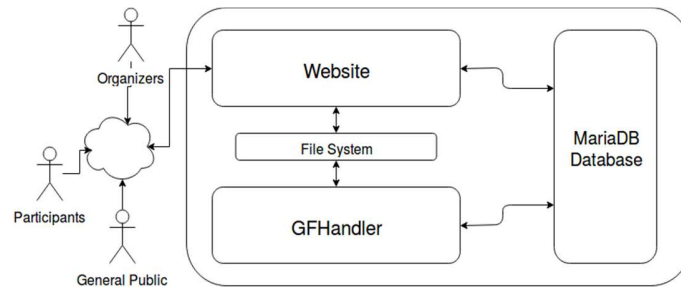 Organizers
Participants
General Public
Website
File System
GFHandler
MariaDB
Database